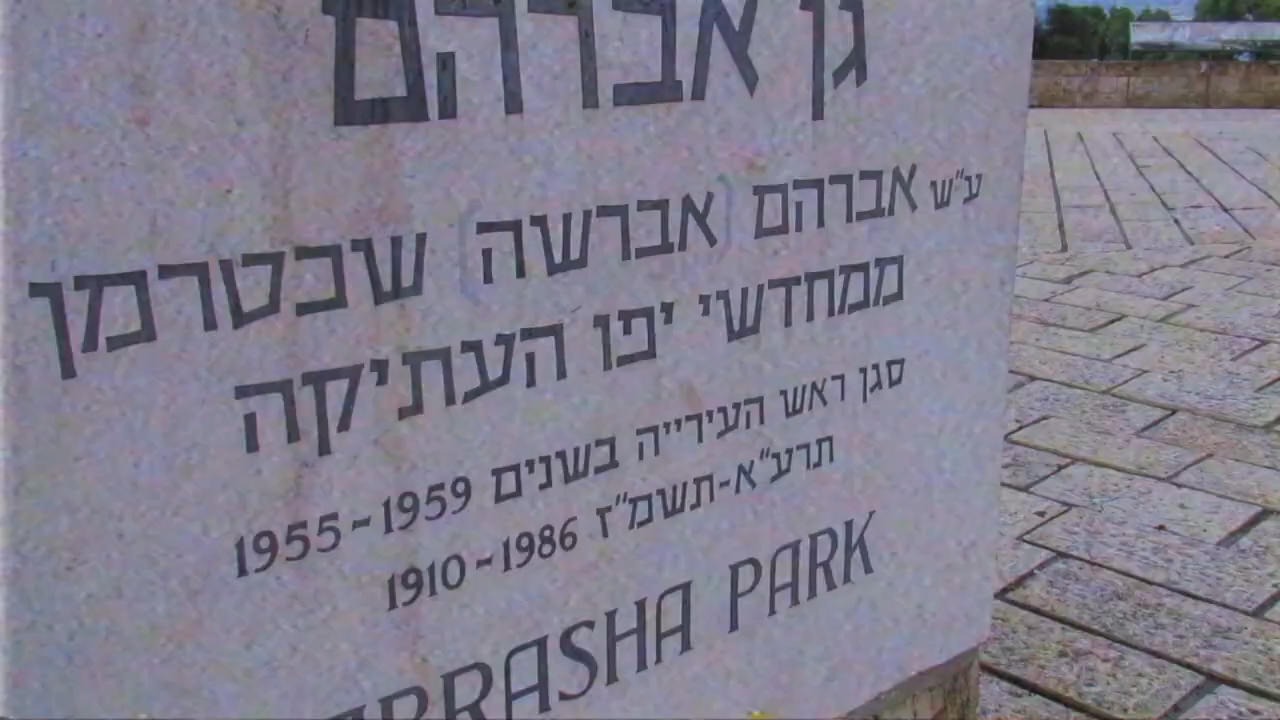 גן אברהם
ע"ש אברהם (אברשה) שכטרמן
ממחדשי יפו העתיקה
סגן ראש העירייה בשנים 1955-1959
תרע"א-תשמ"ז 1910-1986
ABRASHA PARK